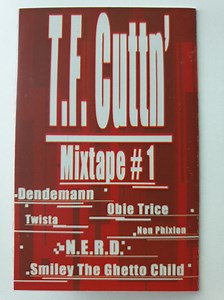 T.F. Cuttn'
Mixtape #1
Dendemann
Obie Trice
Twista
Non Phixion
N.E.R.D.
Smiley The Ghetto Child